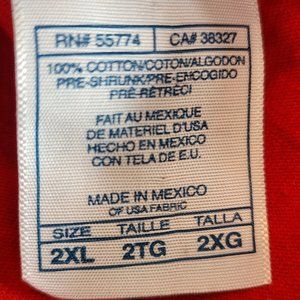 RN# 55774 CA# 38327
100% COTTON/COTON/ALGODON
PRE-SHRUNK/PRE-ENCOGIDO
PRÉ-RÉTRÉCI
FAIT AU MEXIQUE
DE MATERIEL D'USA
HECHO EN MEXICO
CON TELA DE E.U.
MADE IN MEXICO
OF USA FABRIC
SIZE TAILLE TALLA
2XL 2TG 2XG